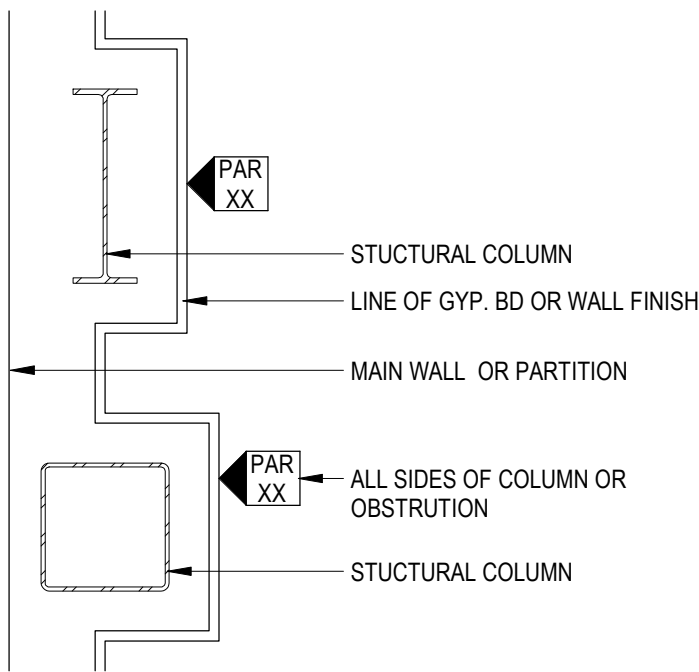 PAR
XX
STUCTURAL COLUMN
LINE OF GYP. BD OR WALL FINISH
MAIN WALL OR PARTITION
PAR
XX
ALL SIDES OF COLUMN OR
OBSTRUTION
STUCTURAL COLUMN